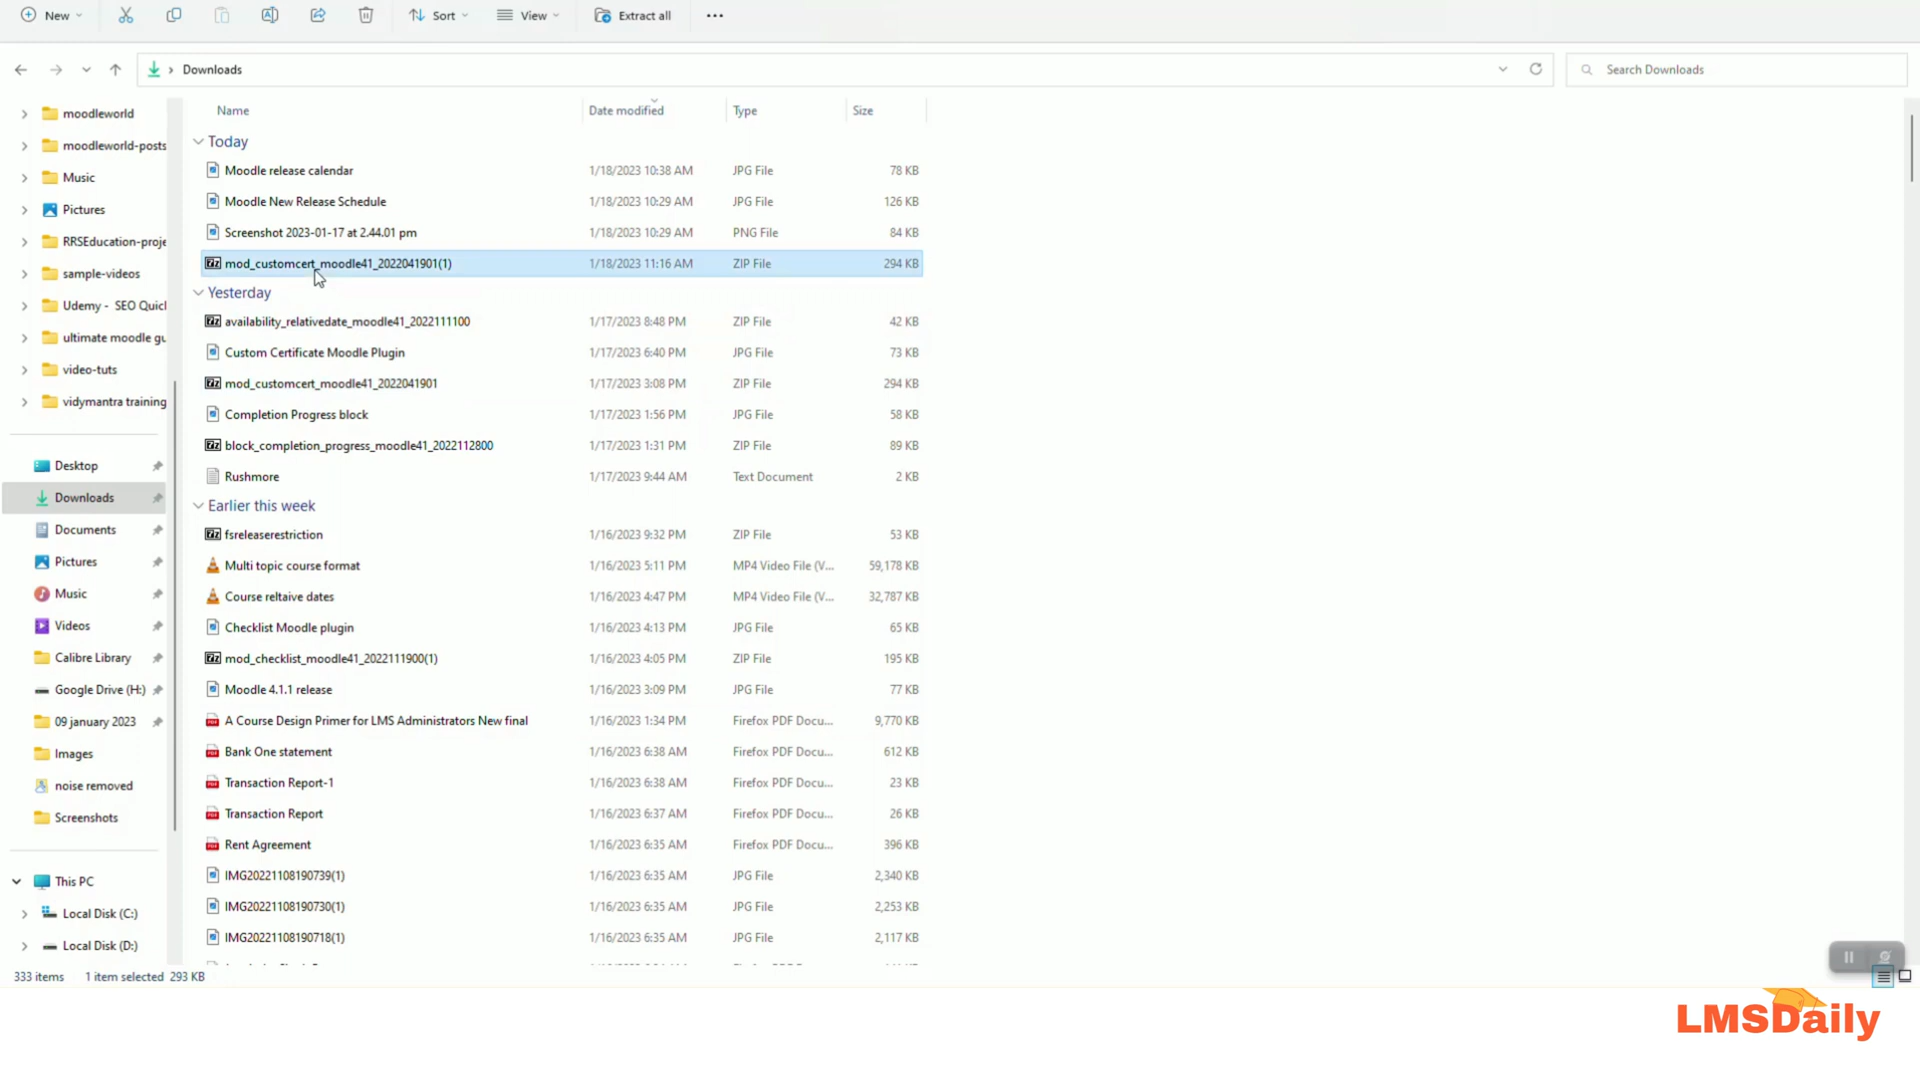 New
Sort
View
Extract all
Downloads
Search Downloads
moodleworld
moodleworld-posts
Music
Pictures
RRSEducation-proje
sample-videos
Udemy - SEO Quick
ultimate moodle gu
video-tuts
vidymantra training
Desktop
Downloads
Documents
Pictures
Music
Videos
Calibre Library
Google Drive (H:)
09 january 2023
Images
noise removed
Screenshots
This PC
Local Disk (C:)
Local Disk (D:)
Name Date modified Type Size
Today
Moodle release calendar 1/18/2023 10:38 AM JPG File 78 KB
Moodle New Release Schedule 1/18/2023 10:29 AM JPG File 126 KB
Screenshot 2023-01-17 at 2.44.01 pm 1/18/2023 10:29 AM PNG File 84 KB
mod_customcert_moodle41_2022041901(1) 1/18/2023 11:16 AM ZIP File 294 KB
Yesterday
availability_relativedate_moodle41_2022111100 1/17/2023 8:48 PM ZIP File 42 KB
Custom Certificate Moodle Plugin 1/17/2023 6:40 PM JPG File 73 KB
mod_customcert_moodle41_2022041901 1/17/2023 3:08 PM ZIP File 294 KB
Completion Progress block 1/17/2023 1:56 PM JPG File 58 KB
block_completion_progress_moodle41_2022112800 1/17/2023 1:31 PM ZIP File 89 KB
Rushmore 1/17/2023 9:44 AM Text Document 2 KB
Earlier this week
fsreleaserestriction 1/16/2023 9:32 PM ZIP File 53 KB
Multi topic course format 1/16/2023 5:11 PM MP4 Video File (V... 59,178 KB
Course reltaive dates 1/16/2023 4:47 PM MP4 Video File (V... 32,787 KB
Checklist Moodle plugin 1/16/2023 4:13 PM JPG File 65 KB
mod_checklist_moodle41_2022111900(1) 1/16/2023 4:05 PM ZIP File 195 KB
Moodle 4.1.1 release 1/16/2023 3:09 PM JPG File 77 KB
A Course Design Primer for LMS Administrators New final 1/16/2023 1:34 PM Firefox PDF Docu... 9,770 KB
Bank One statement 1/16/2023 6:38 AM Firefox PDF Docu... 612 KB
Transaction Report-1 1/16/2023 6:38 AM Firefox PDF Docu... 23 KB
Transaction Report 1/16/2023 6:37 AM Firefox PDF Docu... 26 KB
Rent Agreement 1/16/2023 6:35 AM Firefox PDF Docu... 396 KB
IMG20221108190739(1) 1/16/2023 6:35 AM JPG File 2,340 KB
IMG20221108190730(1) 1/16/2023 6:35 AM JPG File 2,253 KB
IMG20221108190718(1) 1/16/2023 6:35 AM JPG File 2,117 KB
333 items 1 item selected 293 KB
LMSDaily